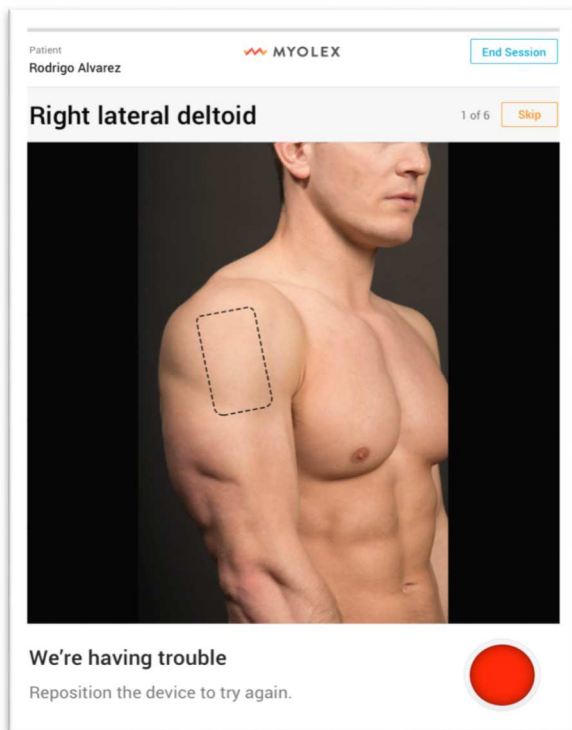 Patient
Rodrigo Alvarez
MYOLEX
End Session
Right lateral deltoid
1 of 6
Skip
We're having trouble
Reposition the device to try again.